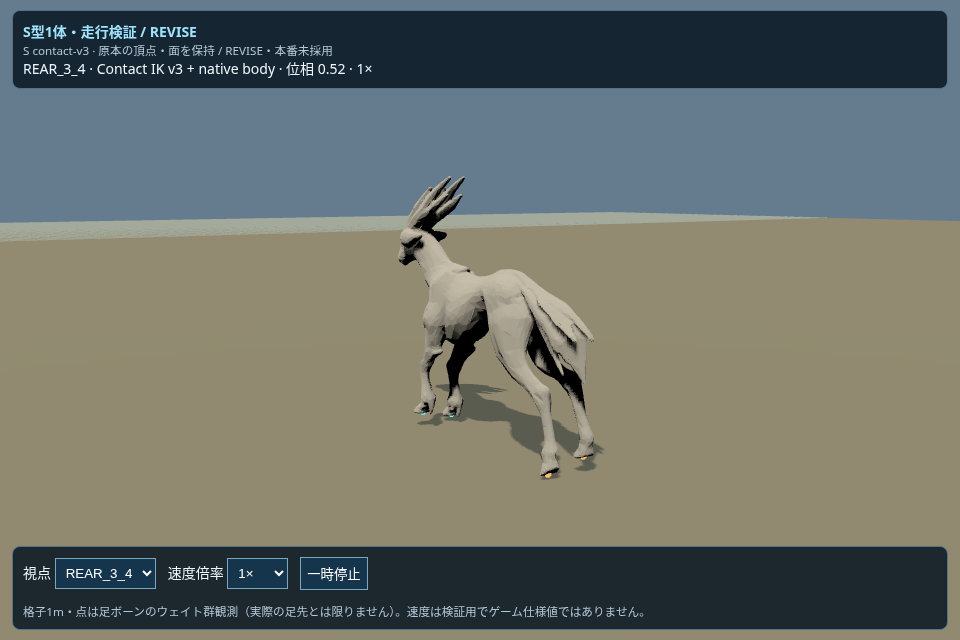 S型1体・走行検証 / REVISE
S contact-v3 · 原本の頂点・面を保持 / REVISE・本番未採用
REAR_3_4 · Contact IK v3 + native body · 位相 0.52 · 1×
視点 REAR_3_4 速度倍率 1× 一時停止
格子1m・点は足ボーンのウェイト群観測（実際の足先とは限りません）。速度は検証用でゲーム仕様値ではありません。